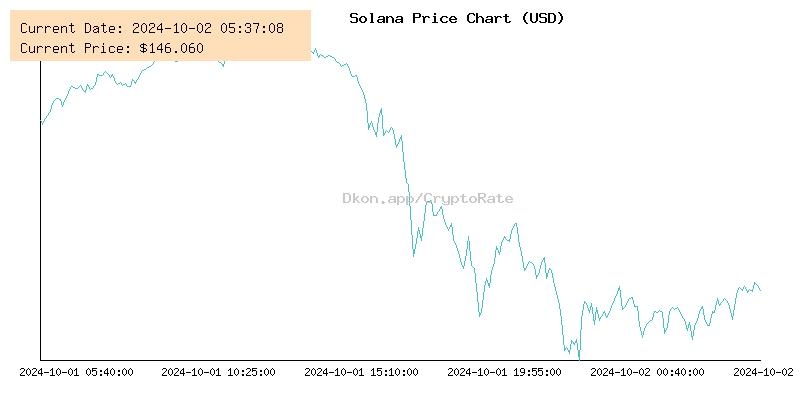 Solana Price Chart (USD)
Current Date: 2024-10-02 05:37:08
Current Price: $146.060
Dkon.app/CryptoRate
2024-10-01 05:40:00 2024-10-01 10:25:00 2024-10-01 15:10:00 2024-10-01 19:55:00 2024-10-02 00:40:00 2024-10-02